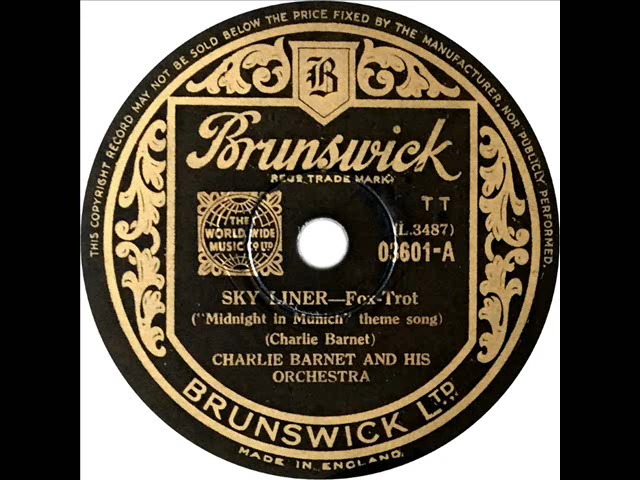 THIS COPYRIGHT RECORD MAY NOT BE SOLD BELOW THE PRICE FIXED BY THE MANUFACTURER, NOR PUBLICLY PERFORMED.
B
Brunswick
REGD TRADE MARK
T T
THE
WORLD WIDE
MUSIC CO LTD
(L.3487)
03601-A
SKY LINER—Fox-Trot
("Midnight in Munich" theme song)
(Charlie Barnet)
CHARLIE BARNET AND HIS
ORCHESTRA
BRUNSWICK LTD.
MADE IN ENGLAND.